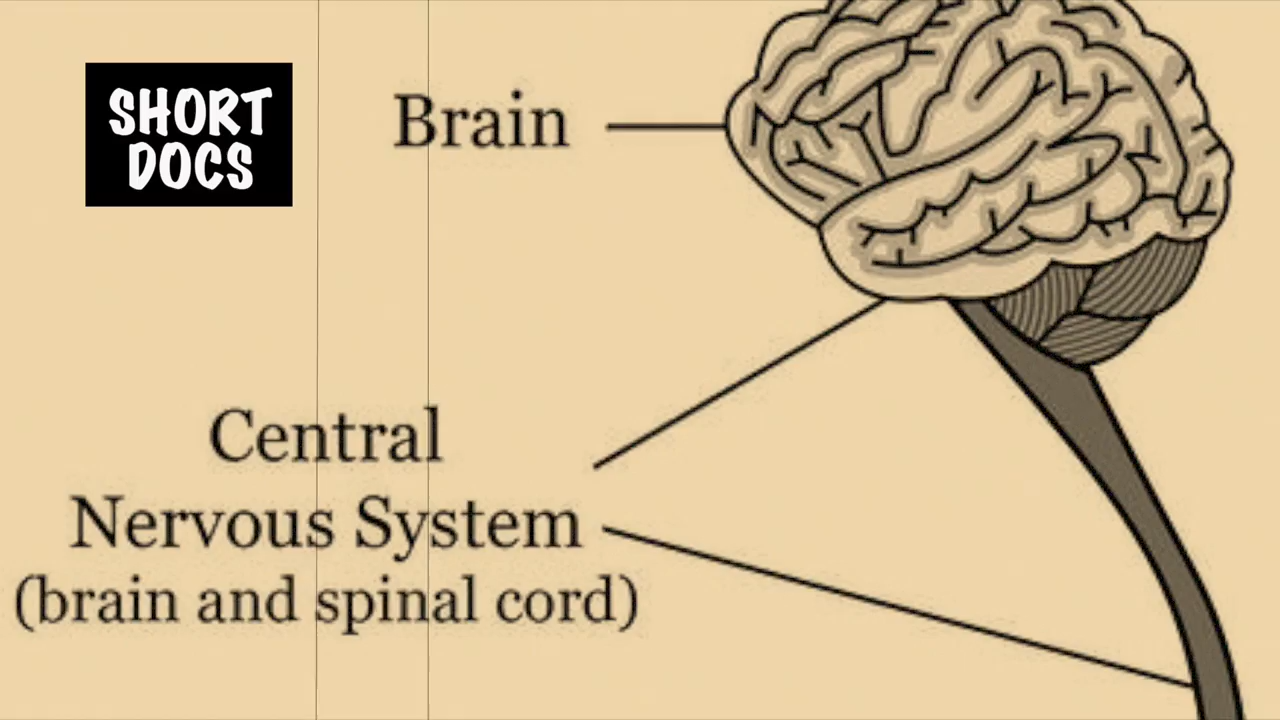 SHORT
DOCS
Brain
Central
Nervous System
(brain and spinal cord)